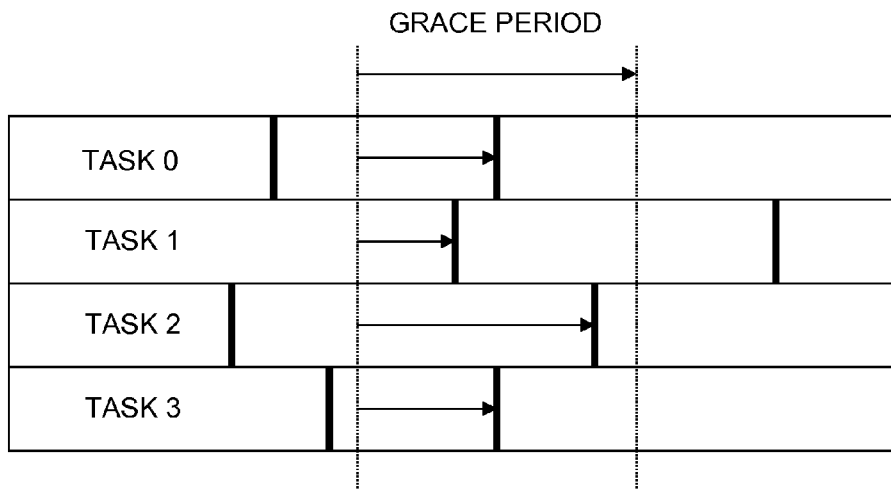 GRACE PERIOD
TASK 0
TASK 1
TASK 2
TASK 3